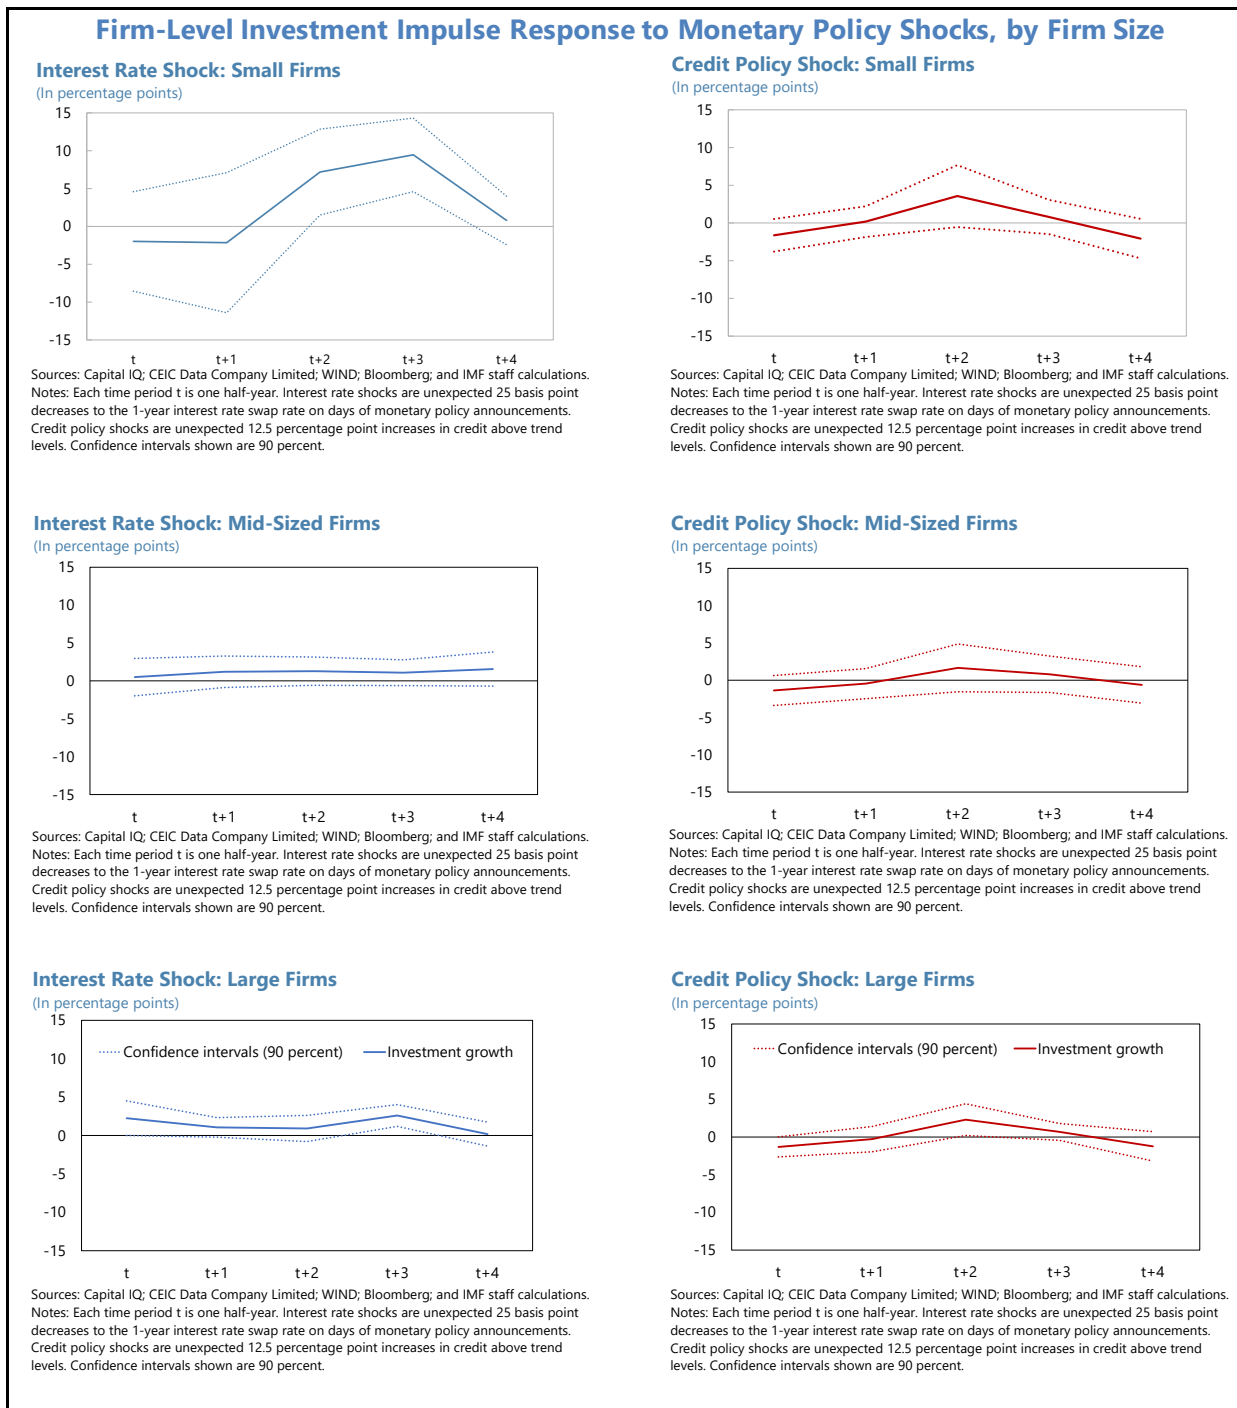 Firm-Level Investment Impulse Response to Monetary Policy Shocks, by Firm Size
Interest Rate Shock: Small Firms
(In percentage points)
15
10
5
0
-5
-10
-15
t t+1 t+2 t+3 t+4
Sources: Capital IQ; CEIC Data Company Limited; WIND; Bloomberg; and IMF staff calculations.
Notes: Each time period t is one half-year. Interest rate shocks are unexpected 25 basis point
decreases to the 1-year interest rate swap rate on days of monetary policy announcements.
Credit policy shocks are unexpected 12.5 percentage point increases in credit above trend
levels. Confidence intervals shown are 90 percent.
Credit Policy Shock: Small Firms
(In percentage points)
15
10
5
0
-5
-10
-15
t t+1 t+2 t+3 t+4
Sources: Capital IQ; CEIC Data Company Limited; WIND; Bloomberg; and IMF staff calculations.
Notes: Each time period t is one half-year. Interest rate shocks are unexpected 25 basis point
decreases to the 1-year interest rate swap rate on days of monetary policy announcements.
Credit policy shocks are unexpected 12.5 percentage point increases in credit above trend
levels. Confidence intervals shown are 90 percent.
Interest Rate Shock: Mid-Sized Firms
(In percentage points)
15
10
5
0
-5
-10
-15
t t+1 t+2 t+3 t+4
Sources: Capital IQ; CEIC Data Company Limited; WIND; Bloomberg; and IMF staff calculations.
Notes: Each time period t is one half-year. Interest rate shocks are unexpected 25 basis point
decreases to the 1-year interest rate swap rate on days of monetary policy announcements.
Credit policy shocks are unexpected 12.5 percentage point increases in credit above trend
levels. Confidence intervals shown are 90 percent.
Credit Policy Shock: Mid-Sized Firms
(In percentage points)
15
10
5
0
-5
-10
-15
t t+1 t+2 t+3 t+4
Sources: Capital IQ; CEIC Data Company Limited; WIND; Bloomberg; and IMF staff calculations.
Notes: Each time period t is one half-year. Interest rate shocks are unexpected 25 basis point
decreases to the 1-year interest rate swap rate on days of monetary policy announcements.
Credit policy shocks are unexpected 12.5 percentage point increases in credit above trend
levels. Confidence intervals shown are 90 percent.
Interest Rate Shock: Large Firms
(In percentage points)
15
10
5
0
-5
-10
-15
Confidence intervals (90 percent) Investment growth
t t+1 t+2 t+3 t+4
Sources: Capital IQ; CEIC Data Company Limited; WIND; Bloomberg; and IMF staff calculations.
Notes: Each time period t is one half-year. Interest rate shocks are unexpected 25 basis point
decreases to the 1-year interest rate swap rate on days of monetary policy announcements.
Credit policy shocks are unexpected 12.5 percentage point increases in credit above trend
levels. Confidence intervals shown are 90 percent.
Credit Policy Shock: Large Firms
(In percentage points)
15
10
5
0
-5
-10
-15
Confidence intervals (90 percent) Investment growth
t t+1 t+2 t+3 t+4
Sources: Capital IQ; CEIC Data Company Limited; WIND; Bloomberg; and IMF staff calculations.
Notes: Each time period t is one half-year. Interest rate shocks are unexpected 25 basis point
decreases to the 1-year interest rate swap rate on days of monetary policy announcements.
Credit policy shocks are unexpected 12.5 percentage point increases in credit above trend
levels. Confidence intervals shown are 90 percent.